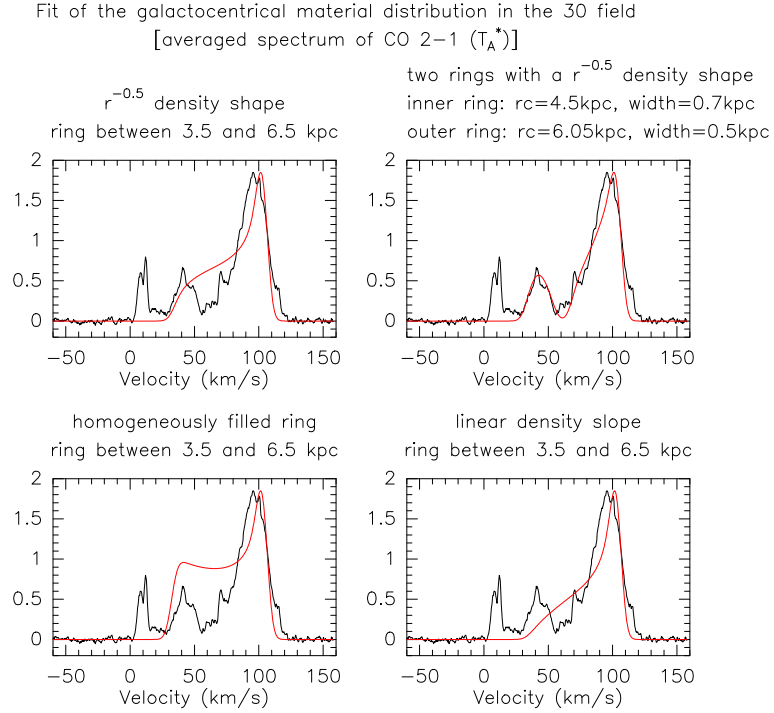 Fit of the galactocentrical material distribution in the 30 field
[averaged spectrum of CO 2−1 (T_A^*)]
r^−0.5 density shape
ring between 3.5 and 6.5 kpc
two rings with a r^−0.5 density shape
inner ring: rc=4.5kpc, width=0.7kpc
outer ring: rc=6.05kpc, width=0.5kpc
2
1.5
1
0.5
0
−50 0 50 100 150
Velocity (km/s)
2
1.5
1
0.5
0
−50 0 50 100 150
Velocity (km/s)
homogeneously filled ring
ring between 3.5 and 6.5 kpc
linear density slope
ring between 3.5 and 6.5 kpc
2
1.5
1
0.5
0
−50 0 50 100 150
Velocity (km/s)
2
1.5
1
0.5
0
−50 0 50 100 150
Velocity (km/s)